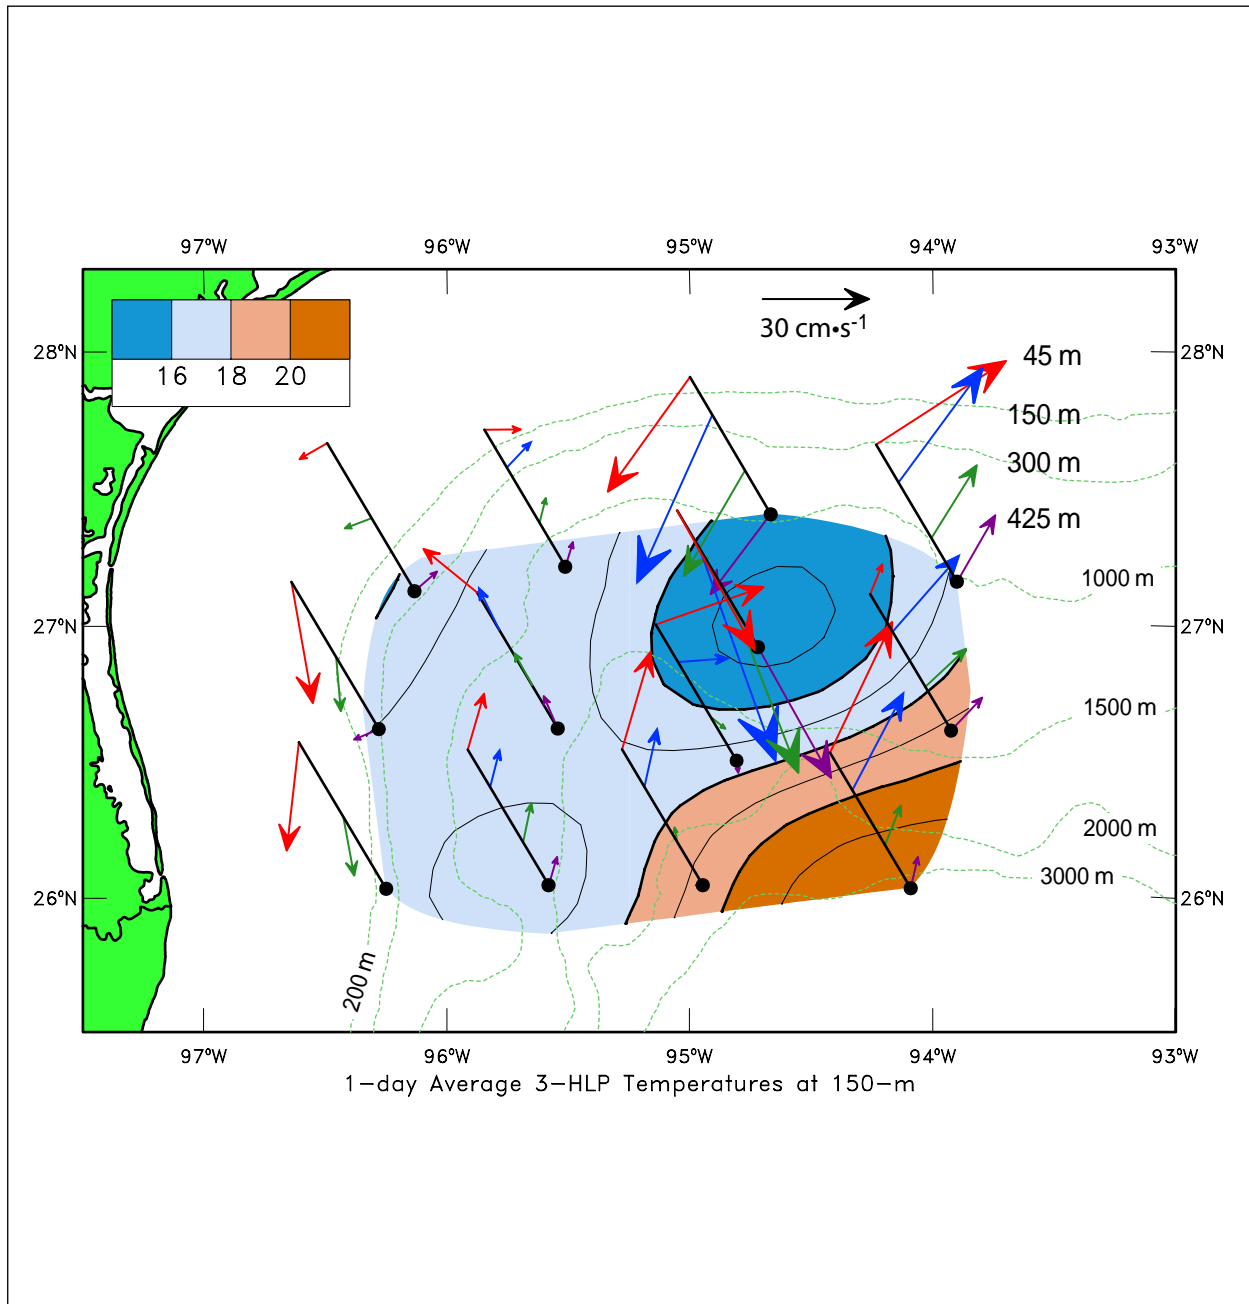 97°W 96°W 95°W 94°W 93°W
30 cm•s-1
16 18 20
28°N 28°N
45 m
150 m
300 m
425 m
1000 m
27°N 27°N
1500 m
2000 m
3000 m
26°N 26°N
200 m
97°W 96°W 95°W 94°W 93°W
1-day Average 3-HLP Temperatures at 150-m